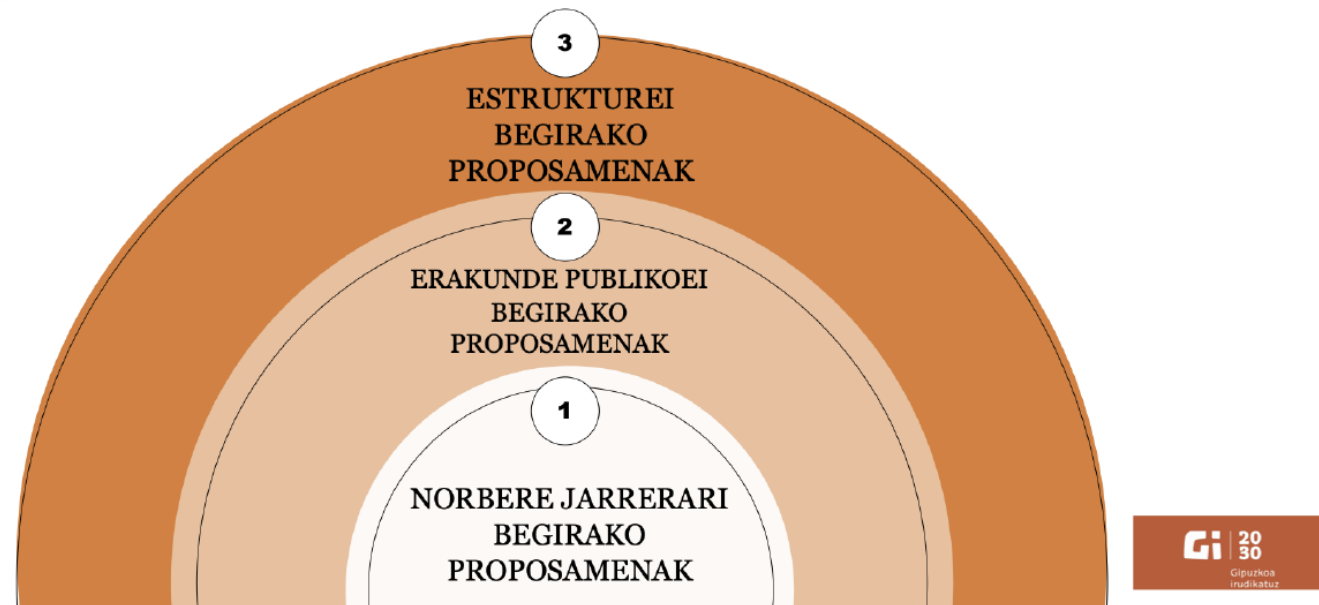 3
ESTRUKTUREI
BEGIRAKO
PROPOSAMENAK
2
ERAKUNDE PUBLIKOEI
BEGIRAKO
PROPOSAMENAK
1
NORBERE JARRERARI
BEGIRAKO
PROPOSAMENAK
Gi 20
30
Gipuzkoa
irudikatuz